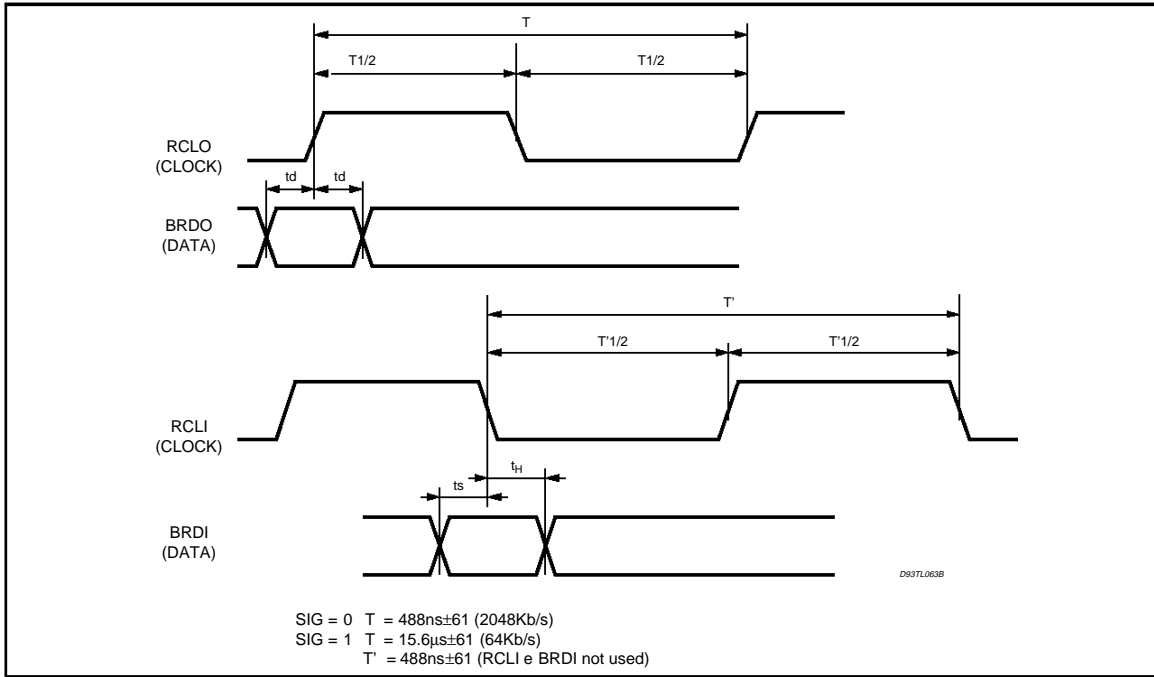 T
T1/2 T1/2
RCLO
(CLOCK)
td td
BRDO
(DATA)
T'
T'1/2 T'1/2
RCLI
(CLOCK)
tH
ts
BRDI
(DATA)
D93TL063B
SIG = 0 T = 488ns±61 (2048Kb/s)
SIG = 1 T = 15.6µs±61 (64Kb/s)
T' = 488ns±61 (RCLI e BRDI not used)